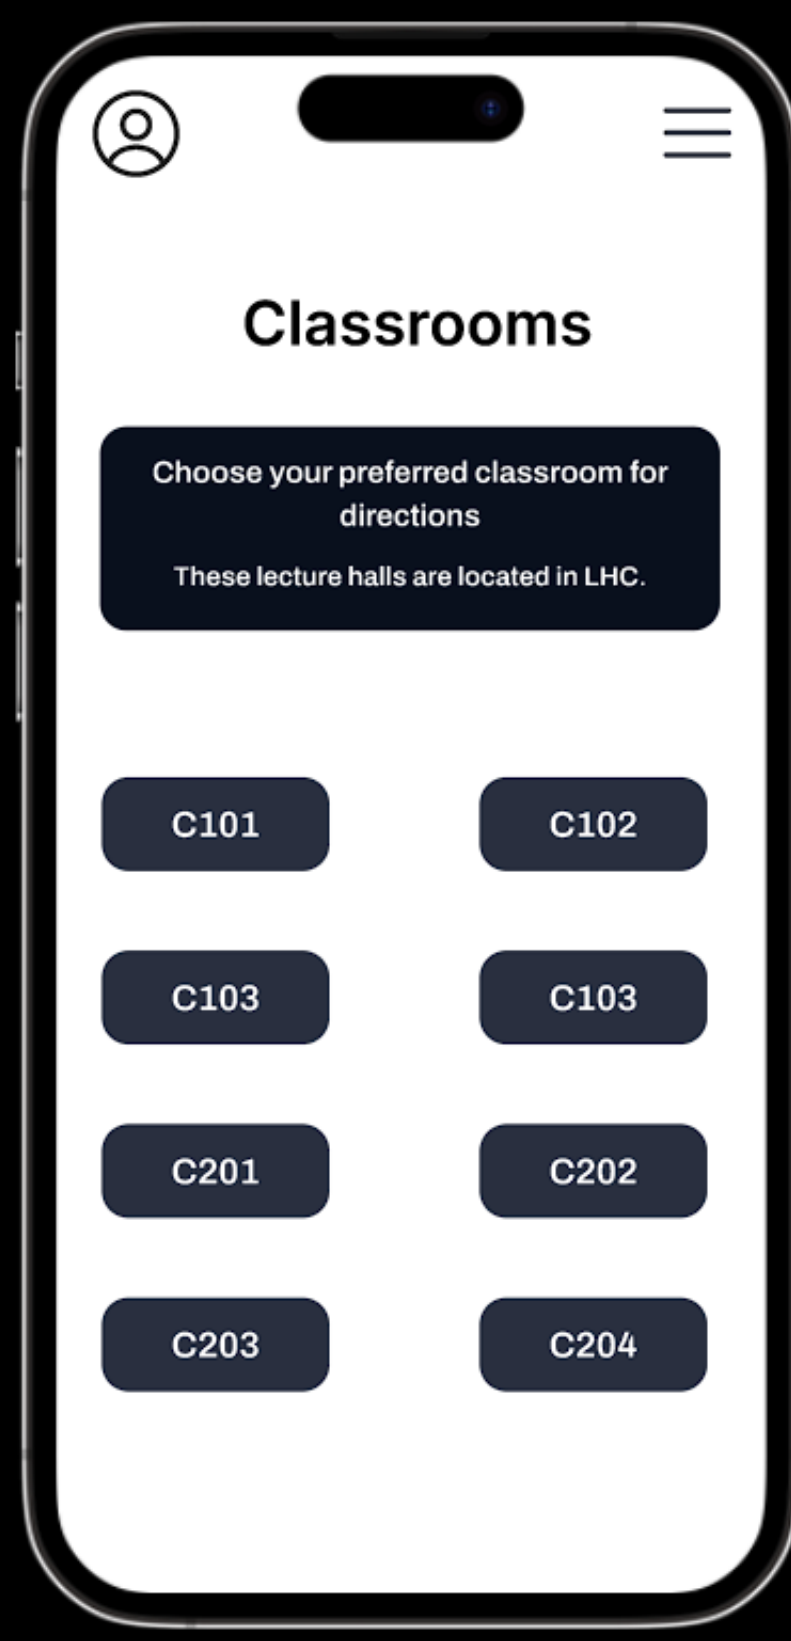 Classrooms
Choose your preferred classroom for
directions
These lecture halls are located in LHC.
C101
C102
C103
C103
C201
C202
C203
C204